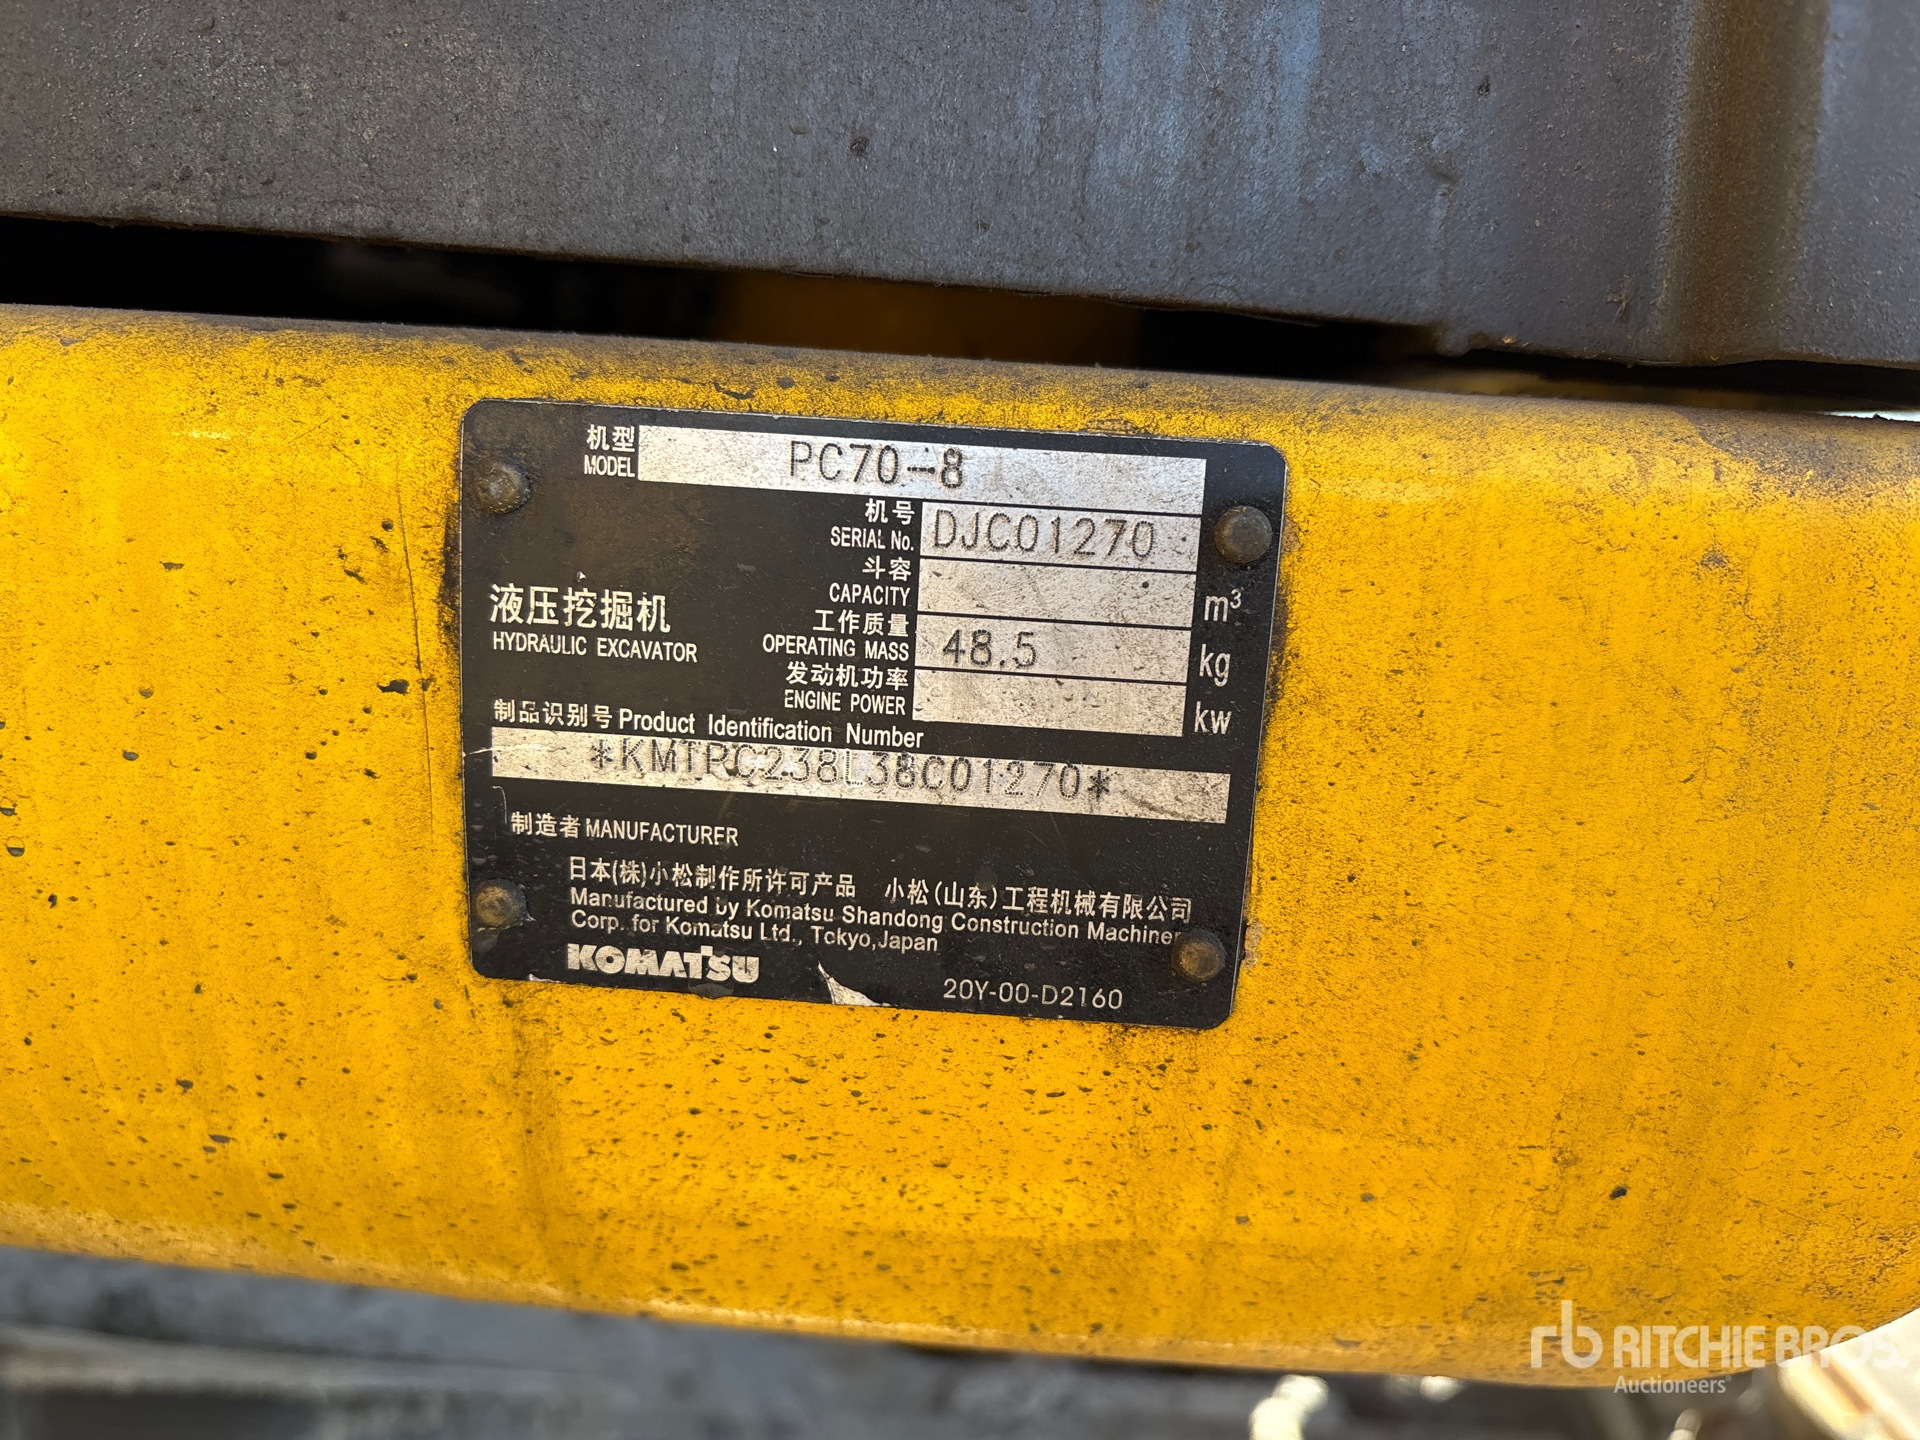 机型
MODEL PC70-8
机号
SERIAL No. DJC01270
斗容
CAPACITY m³
液压挖掘机
HYDRAULIC EXCAVATOR
工作质量
OPERATING MASS 48.5 kg
发动机功率
ENGINE POWER kw
制品识别号 Product Identification Number
*KMTPC238L38C01270*
制造者 MANUFACTURER
日本(株)小松制作所许可产品 小松(山东)工程机械有限公司
Manufactured by Komatsu Shandong Construction Machinery
Corp. for Komatsu Ltd., Tokyo,Japan
KOMATSU
20Y-00-D2160
rb RITCHIE BROS.
Auctioneers